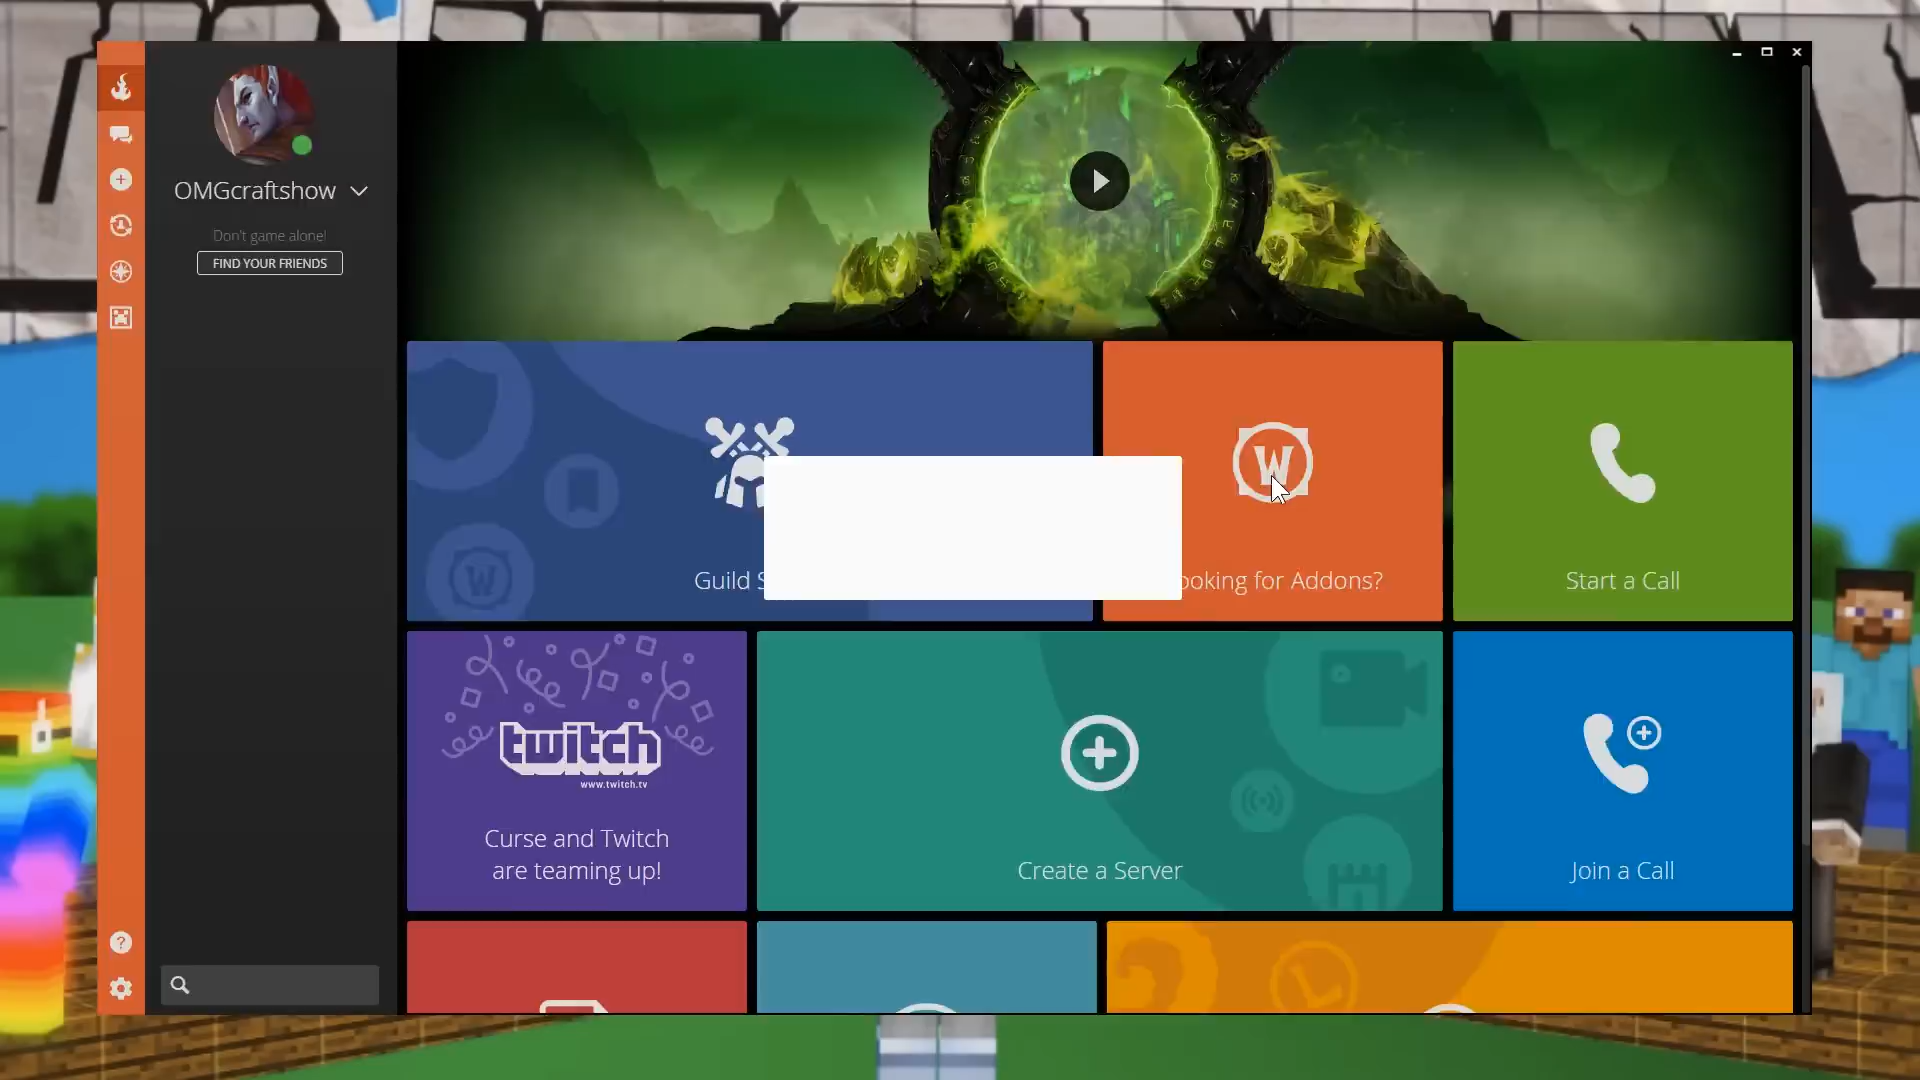 OMGcraftshow
Don't game alone!
FIND YOUR FRIENDS
Guild
W
W
ooking for Addons?
Start a Call
twitch
www.twitch.tv
Curse and Twitch
are teaming up!
Create a Server
Join a Call